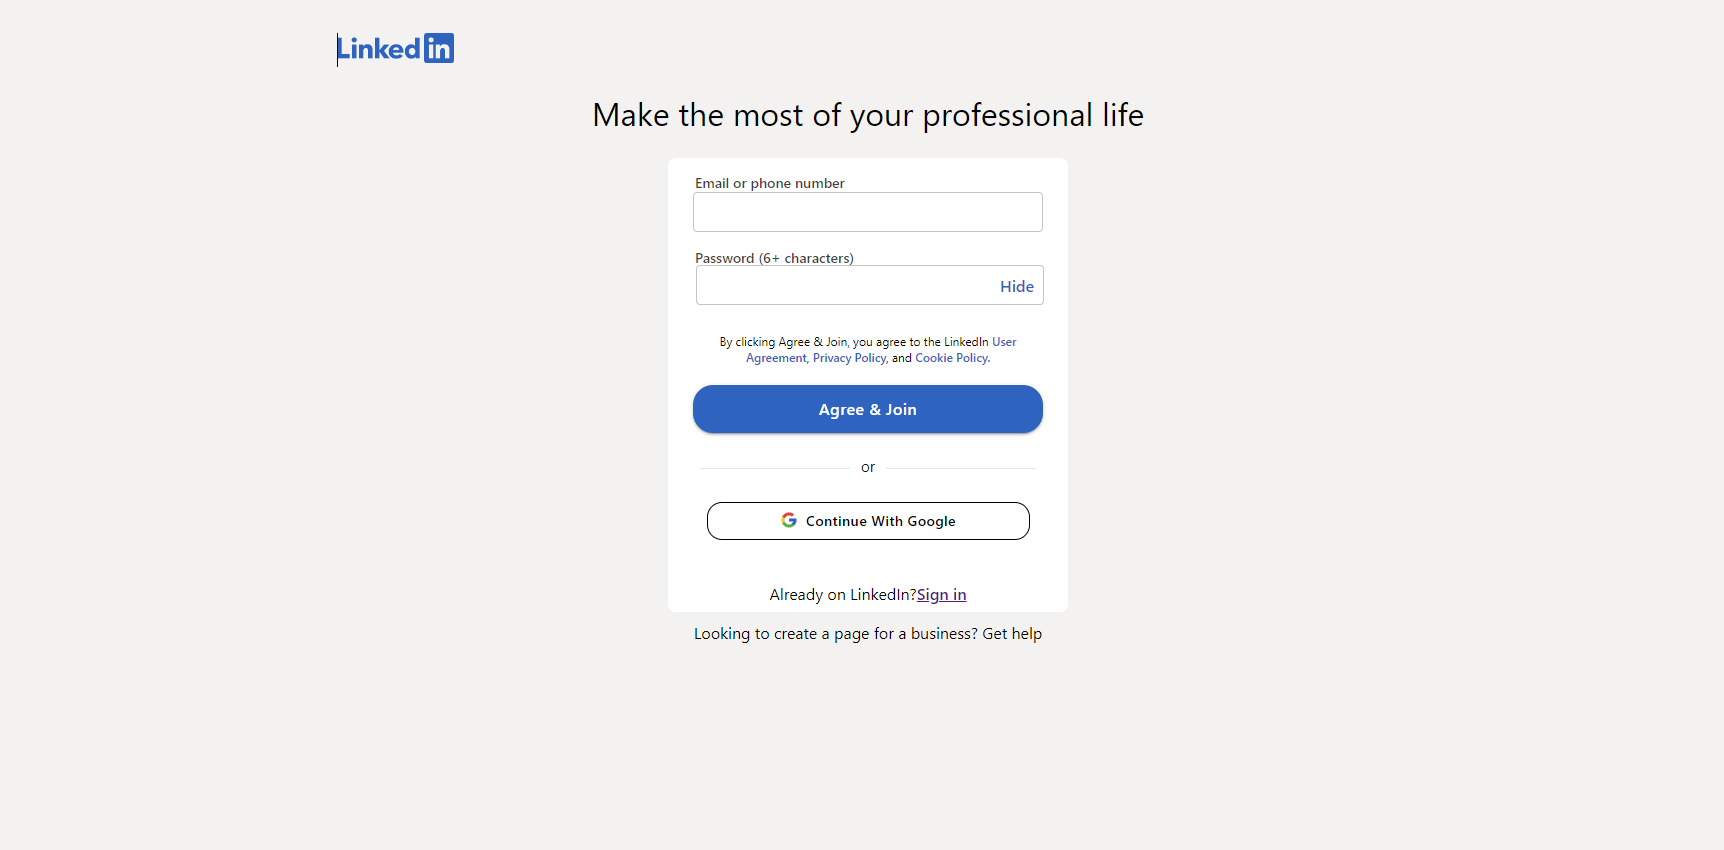 Linked in
Make the most of your professional life
Email or phone number
Password (6+ characters)
Hide
By clicking Agree & Join, you agree to the LinkedIn User
Agreement, Privacy Policy, and Cookie Policy.
Agree & Join
or
Continue With Google
Already on LinkedIn?Sign in
Looking to create a page for a business? Get help